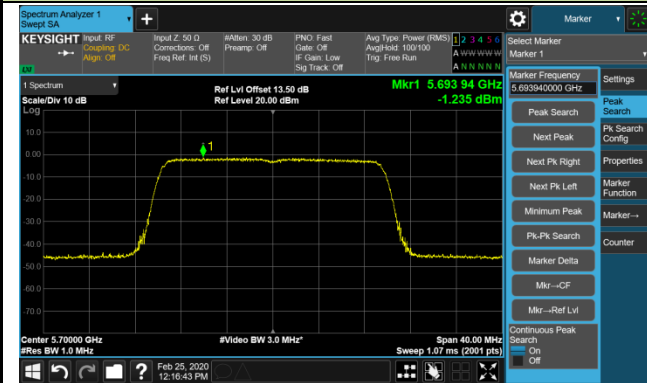 Spectrum Analyzer 1
Swept SA
+
Marker
KEYSIGHT
Input: RF
Coupling: DC
Align: Off
Input Z: 50 Ω
Corrections: Off
Freq Ref: Int (S)
#Atten: 30 dB
Preamp: Off
PNO: Fast
Gate: Off
IF Gain: Low
Sig Track: Off
Avg Type: Power (RMS)
Avg|Hold: 100/100
Trig: Free Run
1 2 3 4 5 6
A W W W W W
A N N N N N
Select Marker
Marker 1
1 Spectrum
Scale/Div 10 dB
Log
Ref Lvl Offset 13.50 dB
Ref Level 20.00 dBm
Mkr1 5.693 94 GHz
-1.235 dBm
1
10.0
0.00
-10.0
-20.0
-30.0
-40.0
-50.0
-60.0
-70.0
Center 5.70000 GHz
#Res BW 1.0 MHz
#Video BW 3.0 MHz*
Span 40.00 MHz
Sweep 1.07 ms (2001 pts)
Marker Frequency
5.693940000 GHz
Peak Search
Next Peak
Next Pk Right
Next Pk Left
Minimum Peak
Pk-Pk Search
Marker Delta
Mkr→CF
Mkr→Ref Lvl
Continuous Peak
Search
On
Off
Settings
Peak
Search
Pk Search
Config
Properties
Marker
Function
Marker→
Counter
?
Feb 25, 2020
12:16:43 PM